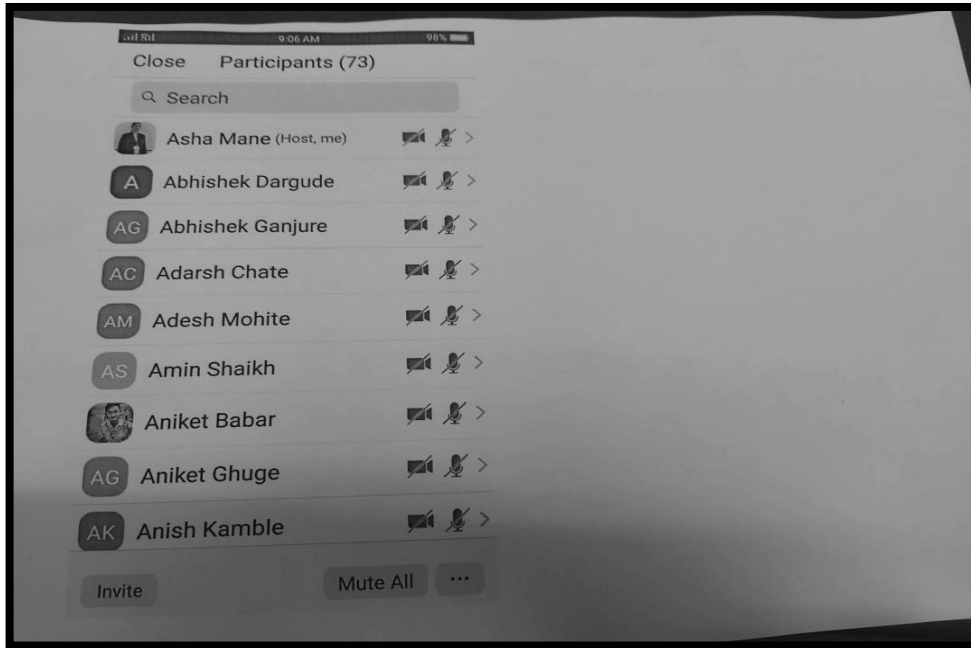 9:06 AM 98%
Close Participants (73)
Search
Asha Mane (Host, me)
A Abhishek Dargude
AG Abhishek Ganjure
AC Adarsh Chate
AM Adesh Mohite
AS Amin Shaikh
Aniket Babar
AG Aniket Ghuge
AK Anish Kamble
Invite Mute All ...